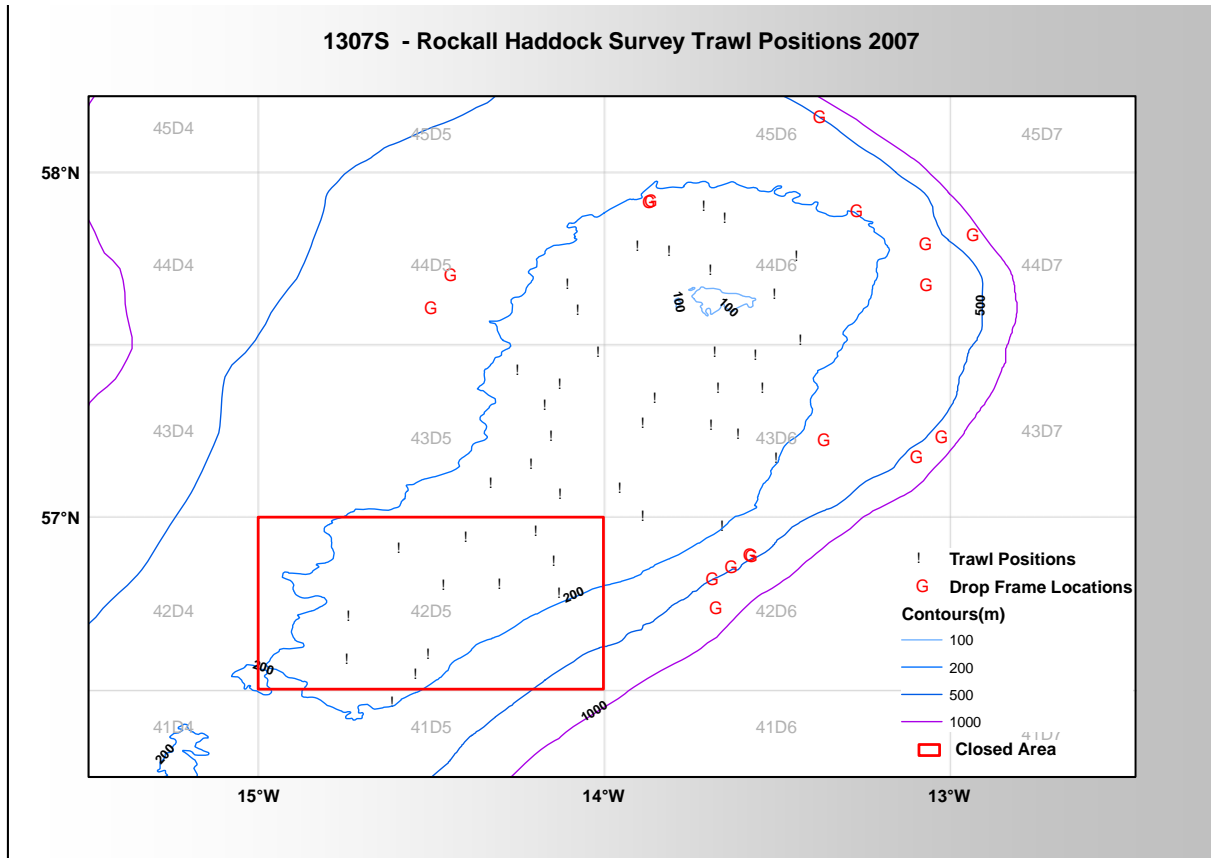 1307S - Rockall Haddock Survey Trawl Positions 2007
45D4 45D5 45D6 45D7
58°N
44D4 44D5 44D6 44D7
100 100 500
43D4 43D5 43D6 43D7
57°N
! Trawl Positions
G Drop Frame Locations
200
42D4 42D5 42D6
Contours(m)
100
200
200
500
1000
1000
41D4 41D5 41D6 41D7
200
Closed Area
15°W 14°W 13°W